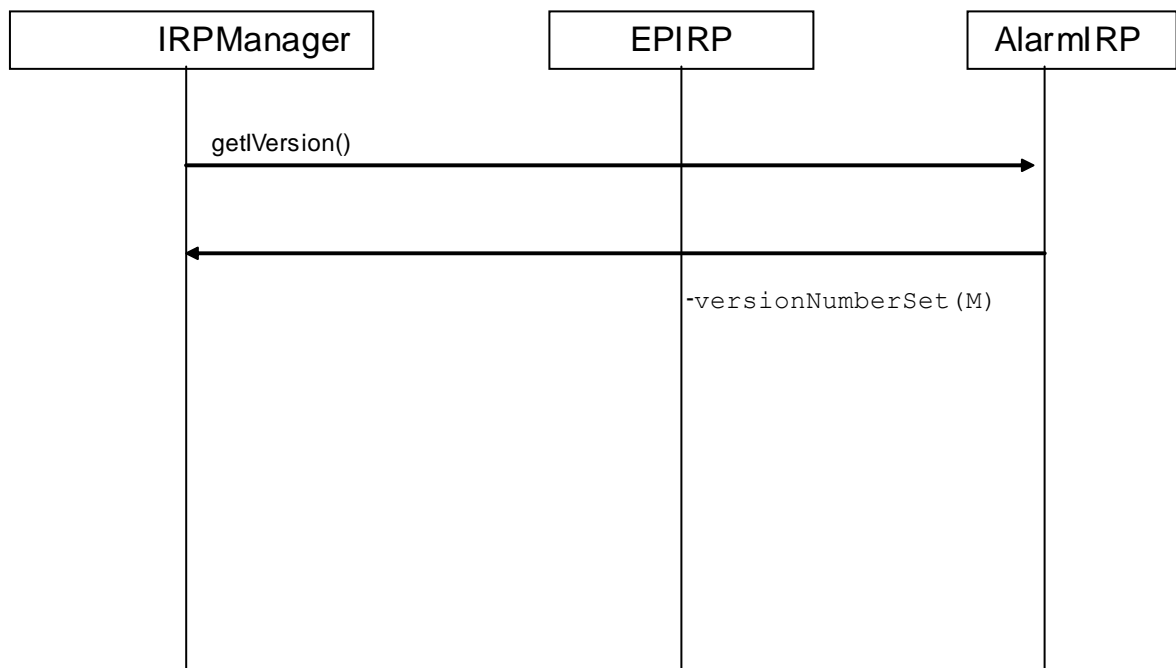 IRPManager
EPIRP
AlarmIRP
getIVersion()
-versionNumberSet(M)